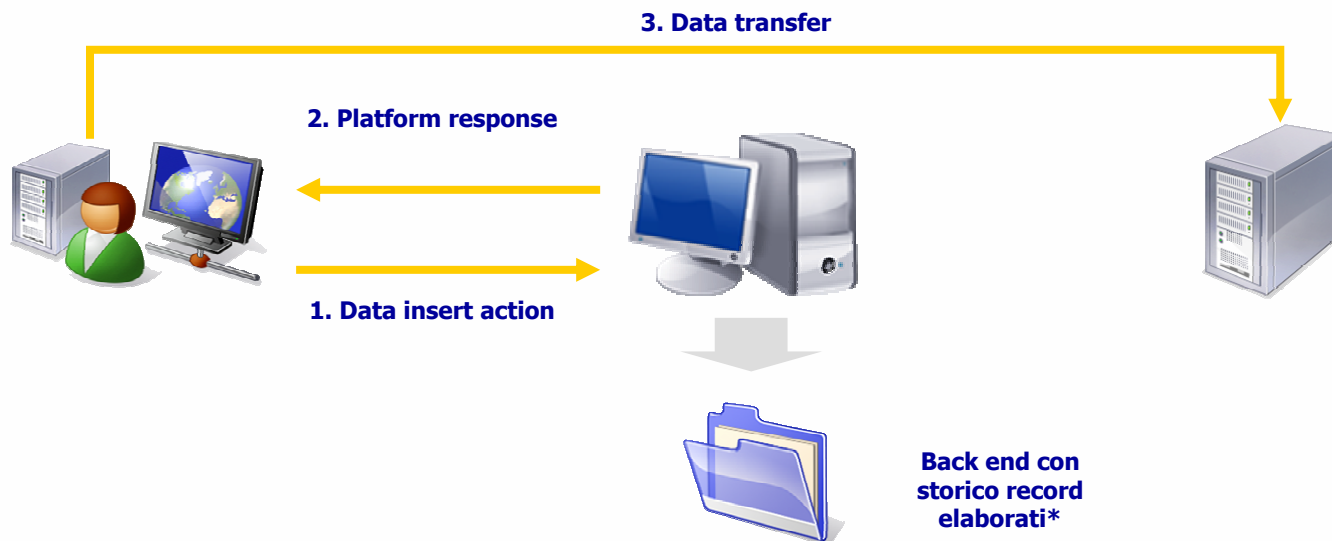 3. Data transfer
2. Platform response
1. Data insert action
Back end con
storico record
elaborati*